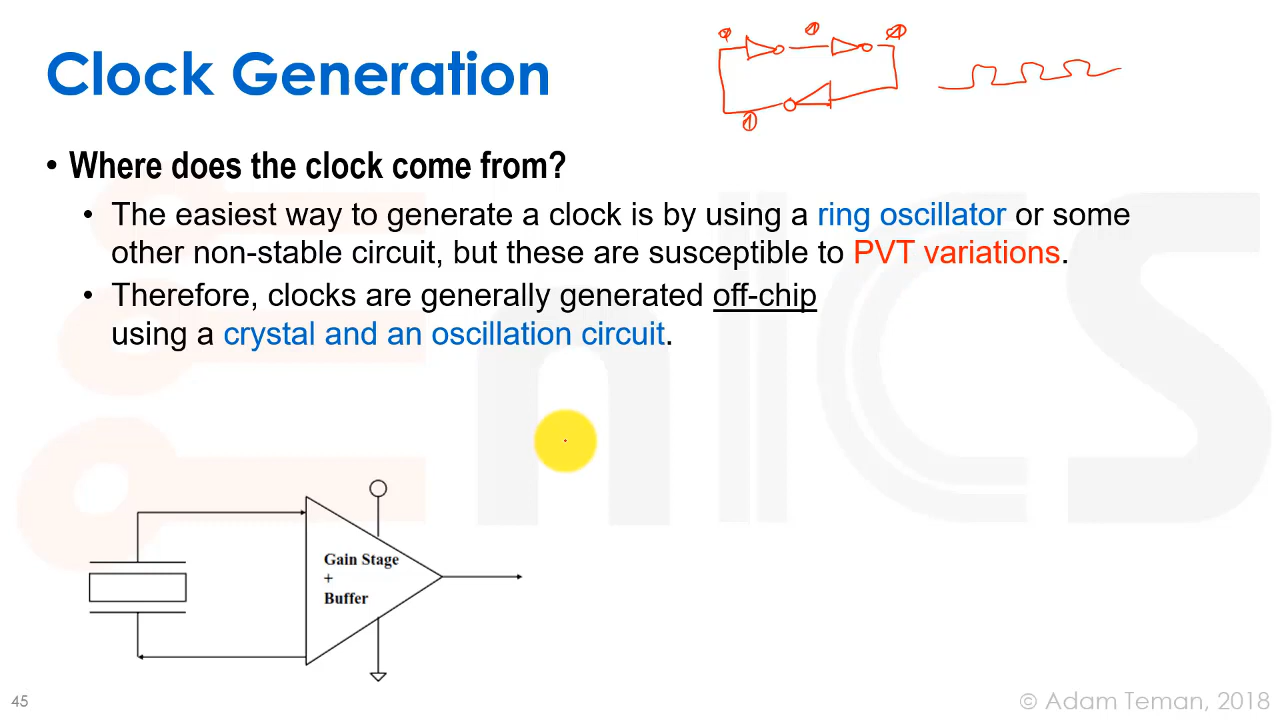 Clock Generation
• Where does the clock come from?
• The easiest way to generate a clock is by using a ring oscillator or some
other non-stable circuit, but these are susceptible to PVT variations.
• Therefore, clocks are generally generated off-chip
using a crystal and an oscillation circuit.
Gain Stage
+
Buffer
45
© Adam Teman, 2018